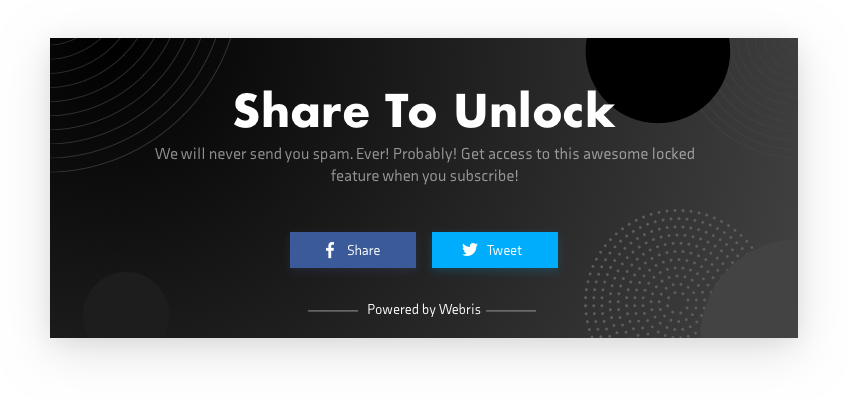 Share To Unlock
We will never send you spam. Ever! Probably! Get access to this awesome locked
feature when you subscribe!
Share
Tweet
Powered by Webris